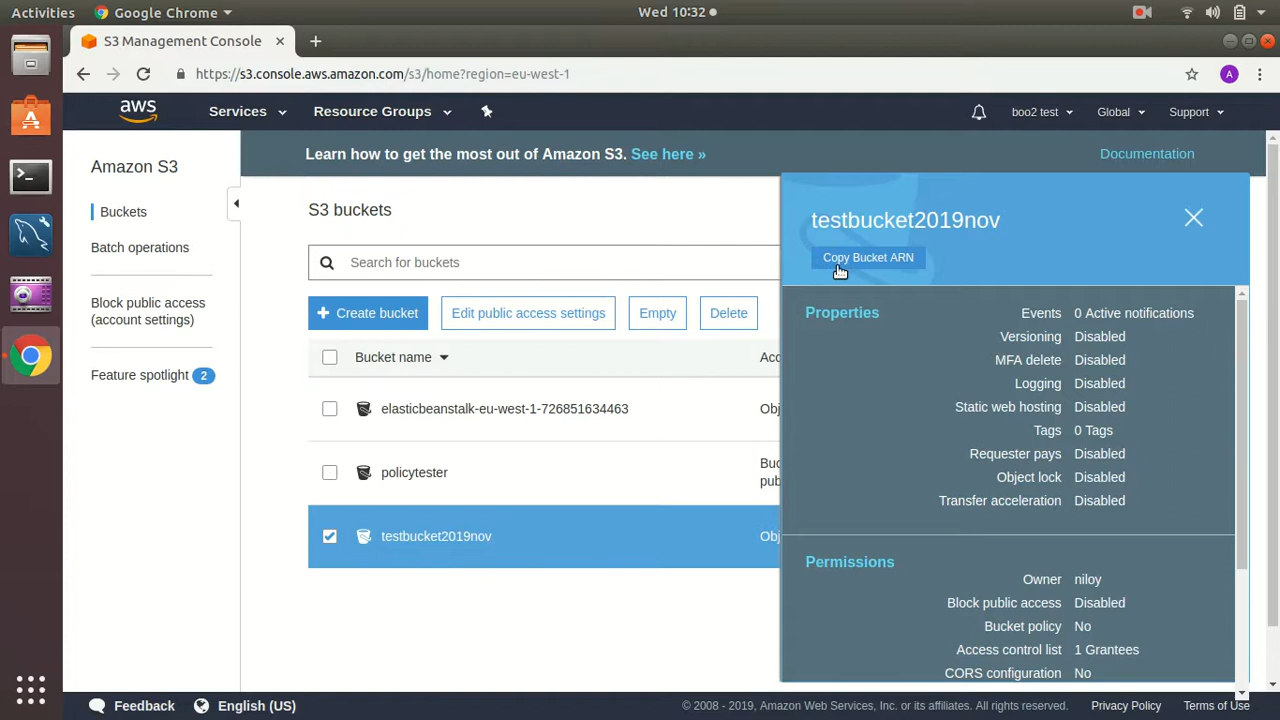 Activities
Google Chrome
Wed 10:32
S3 Management Console
https://s3.console.aws.amazon.com/s3/home?region=eu-west-1
A
aws
Services
Resource Groups
boo2 test
Global
Support
Amazon S3
Buckets
Batch operations
Block public access
(account settings)
Feature spotlight 2
Learn how to get the most out of Amazon S3. See here »
Documentation
S3 buckets
Search for buckets
Create bucket
Edit public access settings
Empty
Delete
Bucket name
Acc
elasticbeanstalk-eu-west-1-726851634463
Obj
policytester
Buc
pub
testbucket2019nov
Obj
testbucket2019nov
Copy Bucket ARN
Properties
Events 0 Active notifications
Versioning Disabled
MFA delete Disabled
Logging Disabled
Static web hosting Disabled
Tags 0 Tags
Requester pays Disabled
Object lock Disabled
Transfer acceleration Disabled
Permissions
Owner niloy
Block public access Disabled
Bucket policy No
Access control list 1 Grantees
CORS configuration No
Feedback
English (US)
© 2008 - 2019, Amazon Web Services, Inc. or its affiliates. All rights reserved.
Privacy Policy
Terms of Use